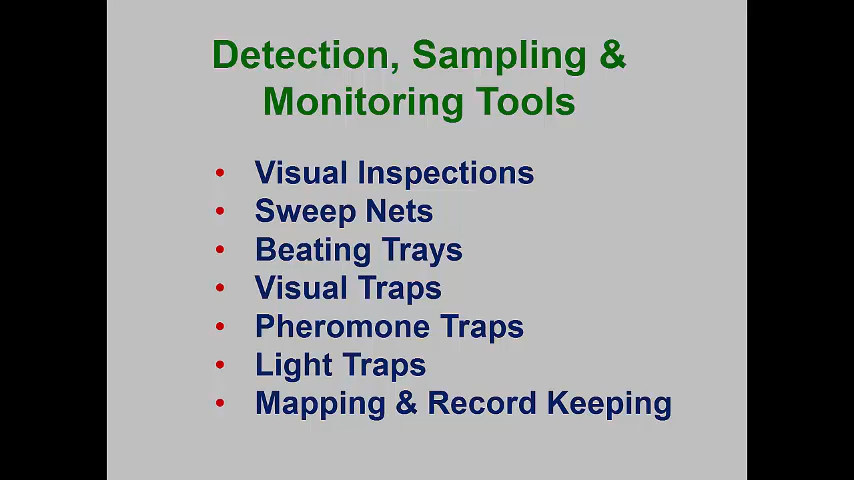 Detection, Sampling &
Monitoring Tools
• Visual Inspections
• Sweep Nets
• Beating Trays
• Visual Traps
• Pheromone Traps
• Light Traps
• Mapping & Record Keeping